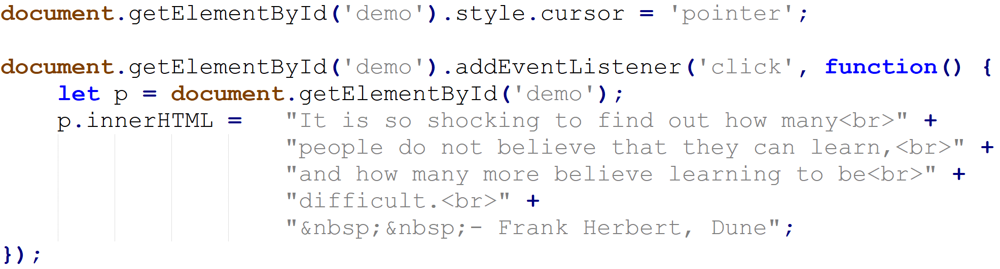 document.getElementById('demo').style.cursor = 'pointer';

document.getElementById('demo').addEventListener('click', function() {
    let p = document.getElementById('demo');
    p.innerHTML =   "It is so shocking to find out how many<br>" +
                    "people do not believe that they can learn,<br>" +
                    "and how many more believe learning to be<br>" +
                    "difficult.<br>" +
                    "&nbsp;&nbsp;- Frank Herbert, Dune";
});